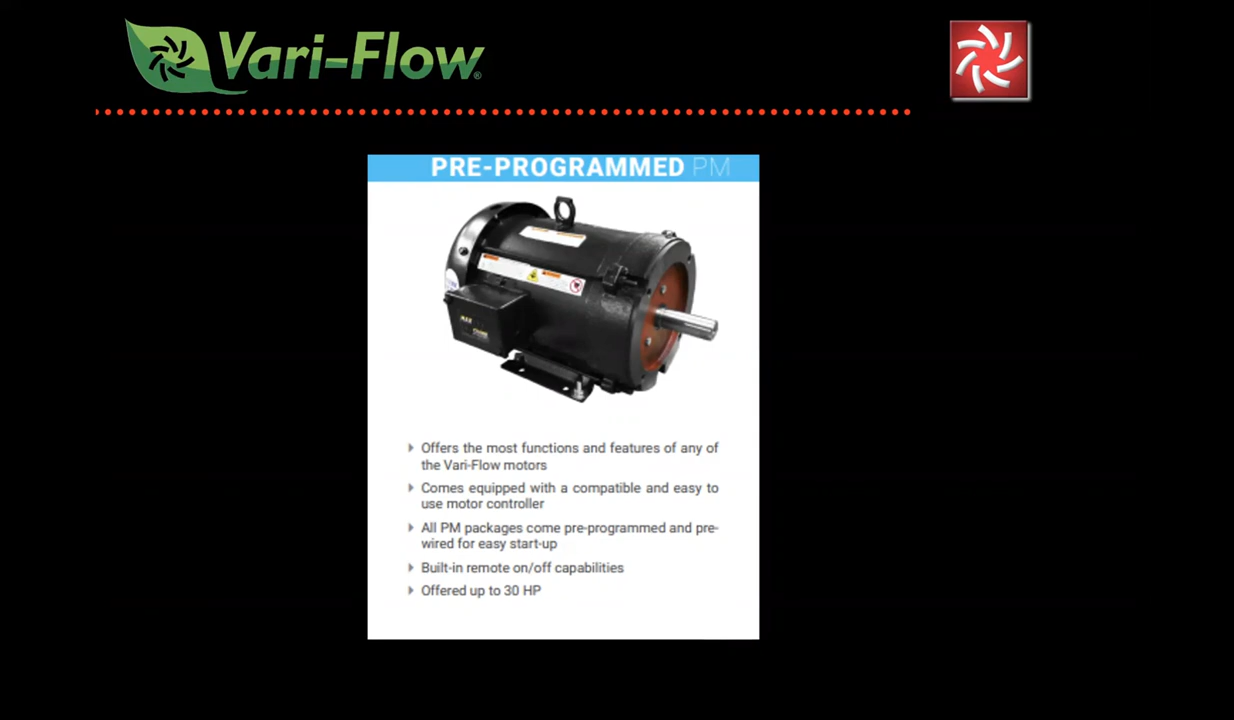 Vari-Flow®
PRE-PROGRAMMED PM
Offers the most functions and features of any of
the Vari-Flow motors
Comes equipped with a compatible and easy to
use motor controller
All PM packages come pre-programmed and pre-
wired for easy start-up
Built-in remote on/off capabilities
Offered up to 30 HP